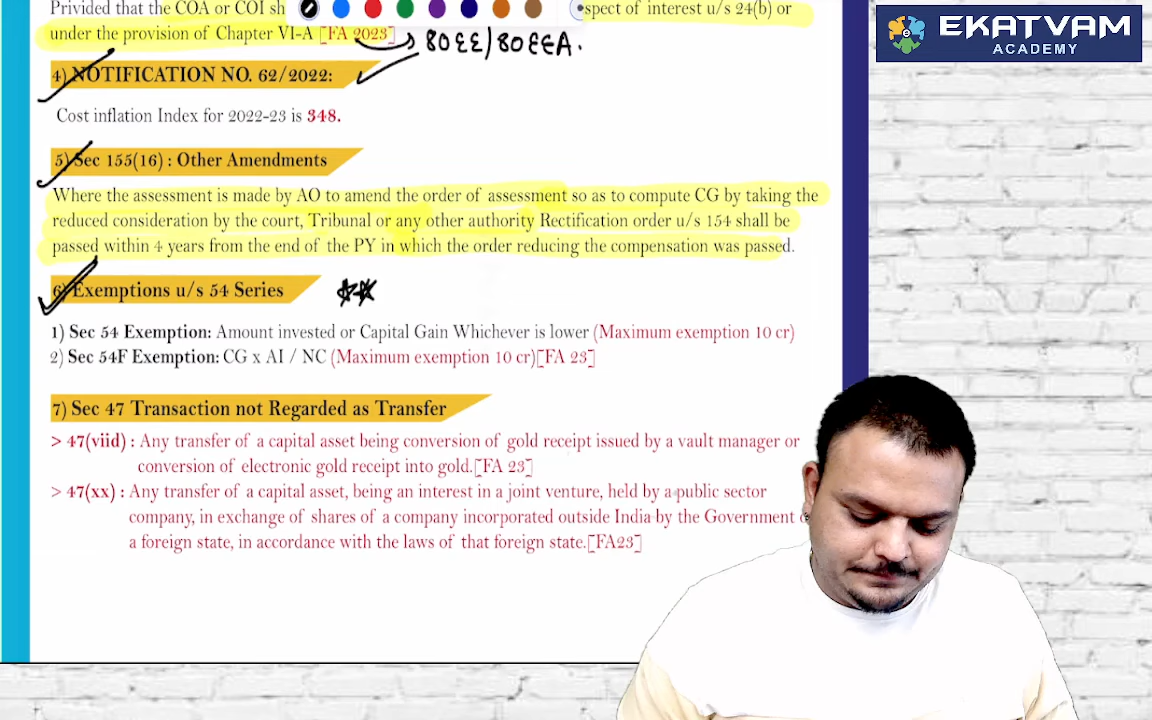 Privided that the COA or COI sh spect of interest u/s 24(b) or
under the provision of Chapter VI-A [FA 2023] 80EE/80EEA.
4) NOTIFICATION NO. 62/2022:
Cost inflation Index for 2022-23 is 348.
5) Sec 155(16) : Other Amendments
Where the assessment is made by AO to amend the order of assessment so as to compute CG by taking the
reduced consideration by the court, Tribunal or any other authority Rectification order u/s 154 shall be
passed within 4 years from the end of the PY in which the order reducing the compensation was passed.
6) Exemptions u/s 54 Series
1) Sec 54 Exemption: Amount invested or Capital Gain Whichever is lower (Maximum exemption 10 cr)
2) Sec 54F Exemption: CG x AI / NC (Maximum exemption 10 cr)[FA 23]
7) Sec 47 Transaction not Regarded as Transfer
> 47(viid) : Any transfer of a capital asset being conversion of gold receipt issued by a vault manager or
conversion of electronic gold receipt into gold.[FA 23]
> 47(xx) : Any transfer of a capital asset, being an interest in a joint venture, held by a public sector
company, in exchange of shares of a company incorporated outside India by the Government
a foreign state, in accordance with the laws of that foreign state.[FA23]
EKATVAM
ACADEMY